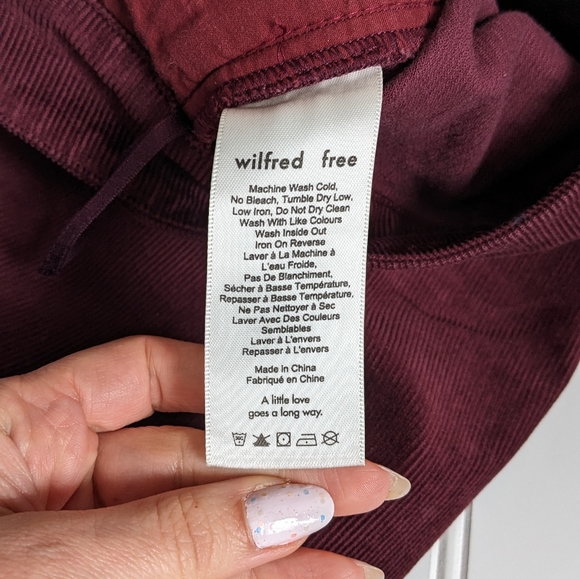 wilfred free
Machine Wash Cold,
No Bleach, Tumble Dry Low,
Low Iron, Do Not Dry Clean
Wash With Like Colours
Wash Inside Out
Iron On Reverse
Laver à La Machine à
L'eau Froide,
Pas De Blanchiment,
Sécher à Basse Température,
Repasser à Basse Température,
Ne Pas Nettoyer à Sec
Laver Avec Des Couleurs
Semblables
Laver à L'envers
Repasser à L'envers
Made in China
Fabriqué en Chine
A little love
goes a long way.